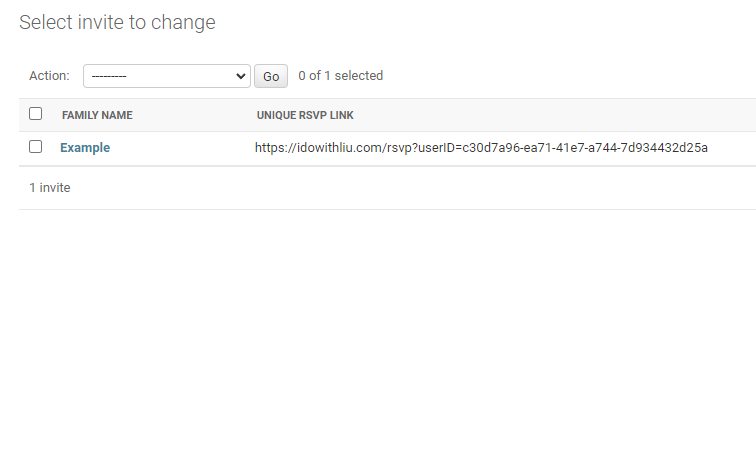 Select invite to change
Action: --------- Go 0 of 1 selected
FAMILY NAME UNIQUE RSVP LINK
Example https://idowithliu.com/rsvp?userID=c30d7a96-ea71-41e7-a744-7d934432d25a
1 invite